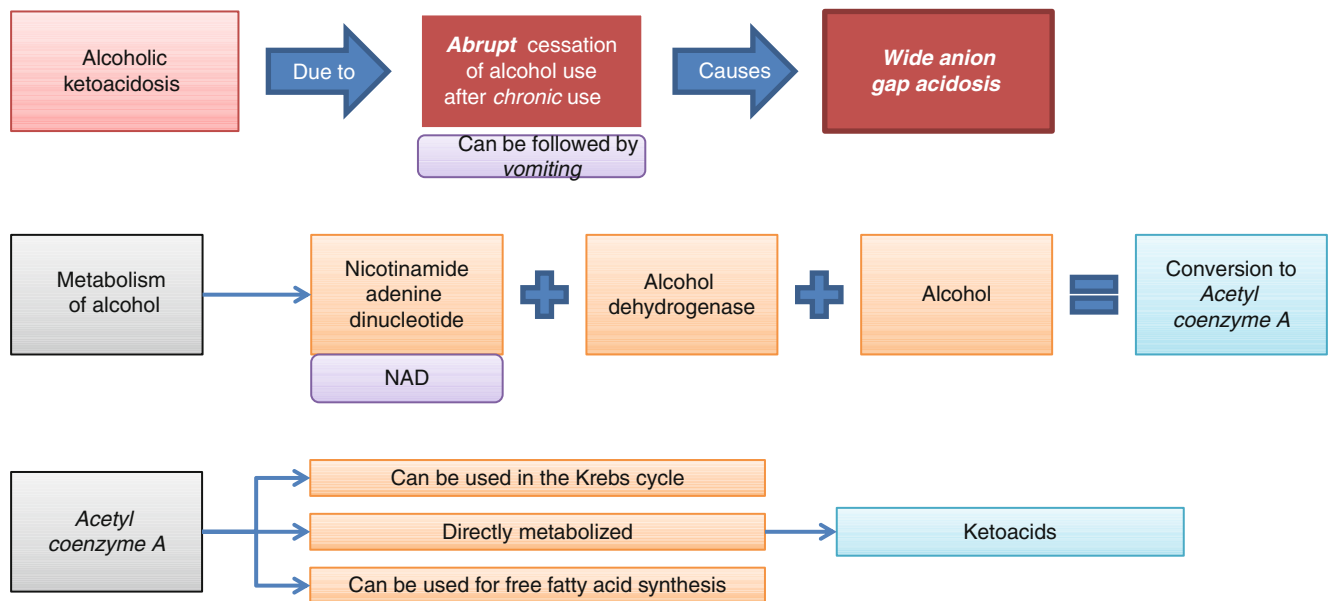 Alcoholic
ketoacidosis
Due to
Abrupt cessation
of alcohol use
after chronic use
Causes
Wide anion
gap acidosis
Can be followed by
vomiting
Metabolism
of alcohol
Nicotinamide
adenine
dinucleotide
Alcohol
dehydrogenase
Alcohol
Conversion to
Acetyl
coenzyme A
NAD
Acetyl
coenzyme A
Can be used in the Krebs cycle
Directly metabolized
Ketoacids
Can be used for free fatty acid synthesis